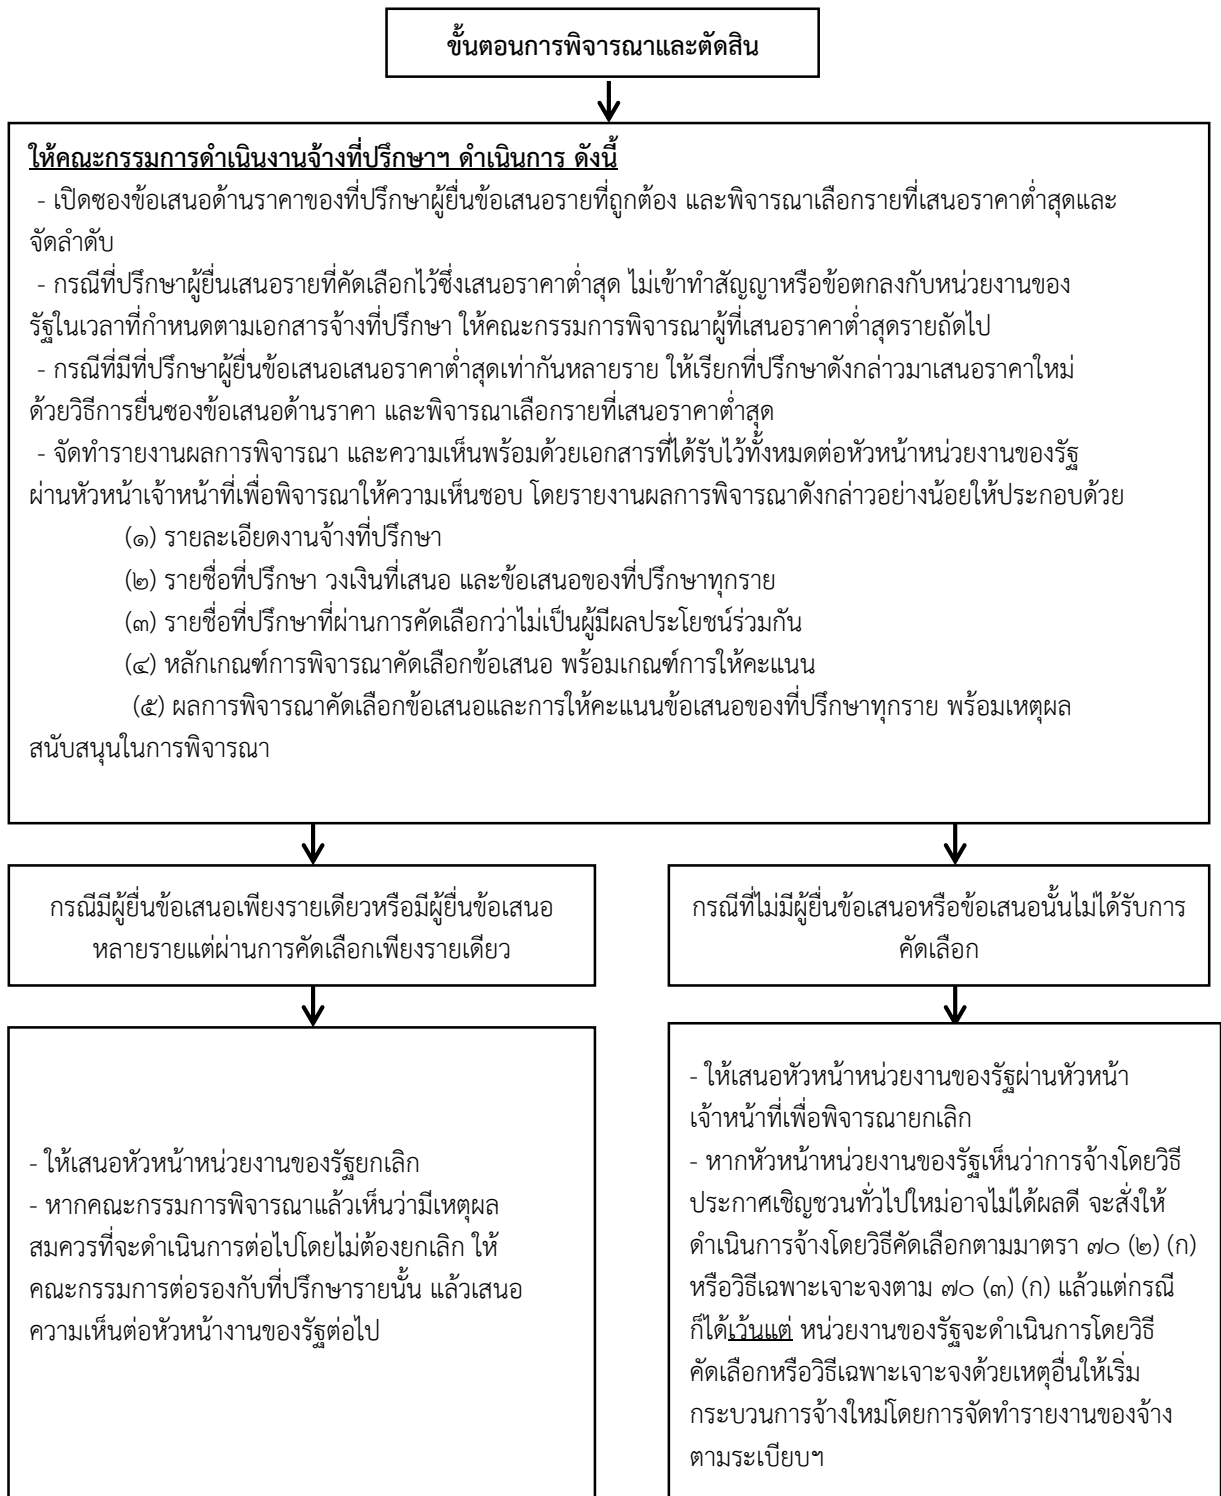 ขั้นตอนการพิจารณาและตัดสิน
ให้คณะกรรมการดำเนินงานจ้างที่ปรึกษาฯ ดำเนินการ ดังนี้
- เปิดซองข้อเสนอด้านราคาของที่ปรึกษาผู้ยื่นข้อเสนอรายที่ถูกต้อง และพิจารณาเลือกรายที่เสนอราคาต่ำสุดและ
จัดลำดับ
- กรณีที่ปรึกษาผู้ยื่นเสนอรายที่คัดเลือกไว้ซึ่งเสนอราคาต่ำสุด ไม่เข้าทำสัญญาหรือข้อตกลงกับหน่วยงานของ
รัฐในเวลาที่กำหนดตามเอกสารจ้างที่ปรึกษา ให้คณะกรรมการพิจารณาผู้ที่เสนอราคาต่ำสุดรายถัดไป
- กรณีที่มีที่ปรึกษาผู้ยื่นข้อเสนอเสนอราคาต่ำสุดเท่ากันหลายราย ให้เรียกที่ปรึกษาดังกล่าวมาเสนอราคาใหม่
ด้วยวิธีการยื่นซองข้อเสนอด้านราคา และพิจารณาเลือกรายที่เสนอราคาต่ำสุด
- จัดทำรายงานผลการพิจารณา และความเห็นพร้อมด้วยเอกสารที่ได้รับไว้ทั้งหมดต่อหัวหน้าหน่วยงานของรัฐ
ผ่านหัวหน้าเจ้าหน้าที่เพื่อพิจารณาให้ความเห็นชอบ โดยรายงานผลการพิจารณาดังกล่าวอย่างน้อยให้ประกอบด้วย
(๑) รายละเอียดงานจ้างที่ปรึกษา
(๒) รายชื่อที่ปรึกษา วงเงินที่เสนอ และข้อเสนอของที่ปรึกษาทุกราย
(๓) รายชื่อที่ปรึกษาที่ผ่านการคัดเลือกว่าไม่เป็นผู้มีผลประโยชน์ร่วมกัน
(๔) หลักเกณฑ์การพิจารณาคัดเลือกข้อเสนอ พร้อมเกณฑ์การให้คะแนน
(๕) ผลการพิจารณาคัดเลือกข้อเสนอและการให้คะแนนข้อเสนอของที่ปรึกษาทุกราย พร้อมเหตุผล
สนับสนุนในการพิจารณา
กรณีมีผู้ยื่นข้อเสนอเพียงรายเดียวหรือมีผู้ยื่นข้อเสนอ
หลายรายแต่ผ่านการคัดเลือกเพียงรายเดียว
- ให้เสนอหัวหน้าหน่วยงานของรัฐยกเลิก
- หากคณะกรรมการพิจารณาแล้วเห็นว่ามีเหตุผล
สมควรที่จะดำเนินการต่อไปโดยไม่ต้องยกเลิก ให้
คณะกรรมการต่อรองกับที่ปรึกษารายนั้น แล้วเสนอ
ความเห็นต่อหัวหน้างานของรัฐต่อไป
กรณีที่ไม่มีผู้ยื่นข้อเสนอหรือข้อเสนอนั้นไม่ได้รับการ
คัดเลือก
- ให้เสนอหัวหน้าหน่วยงานของรัฐผ่านหัวหน้า
เจ้าหน้าที่เพื่อพิจารณายกเลิก
- หากหัวหน้าหน่วยงานของรัฐเห็นว่าการจ้างโดยวิธี
ประกาศเชิญชวนทั่วไปใหม่อาจไม่ได้ผลดี จะสั่งให้
ดำเนินการจ้างโดยวิธีคัดเลือกตามมาตรา ๗๐ (๒) (ก)
หรือวิธีเฉพาะเจาะจงตาม ๗๐ (๓) (ก) แล้วแต่กรณี
ก็ได้เว้นแต่ หน่วยงานของรัฐจะดำเนินการโดยวิธี
คัดเลือกหรือวิธีเฉพาะเจาะจงด้วยเหตุอื่นให้เริ่ม
กระบวนการจ้างใหม่โดยการจัดทำรายงานของจ้าง
ตามระเบียบฯ